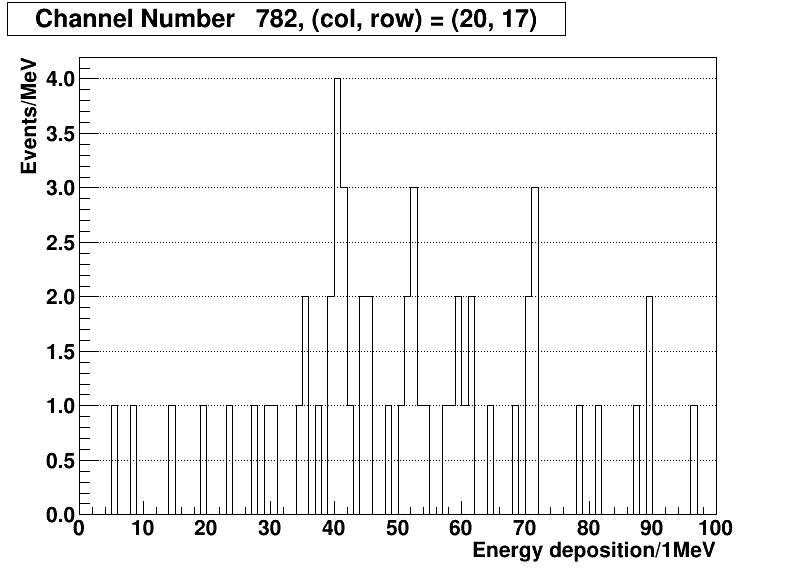 Channel Number   782, (col, row) = (20, 17)
Events/MeV
4.0
3.5
3.0
2.5
2.0
1.5
1.0
0.5
0.0
0 10 20 30 40 50 60 70 80 90 100
Energy deposition/1MeV